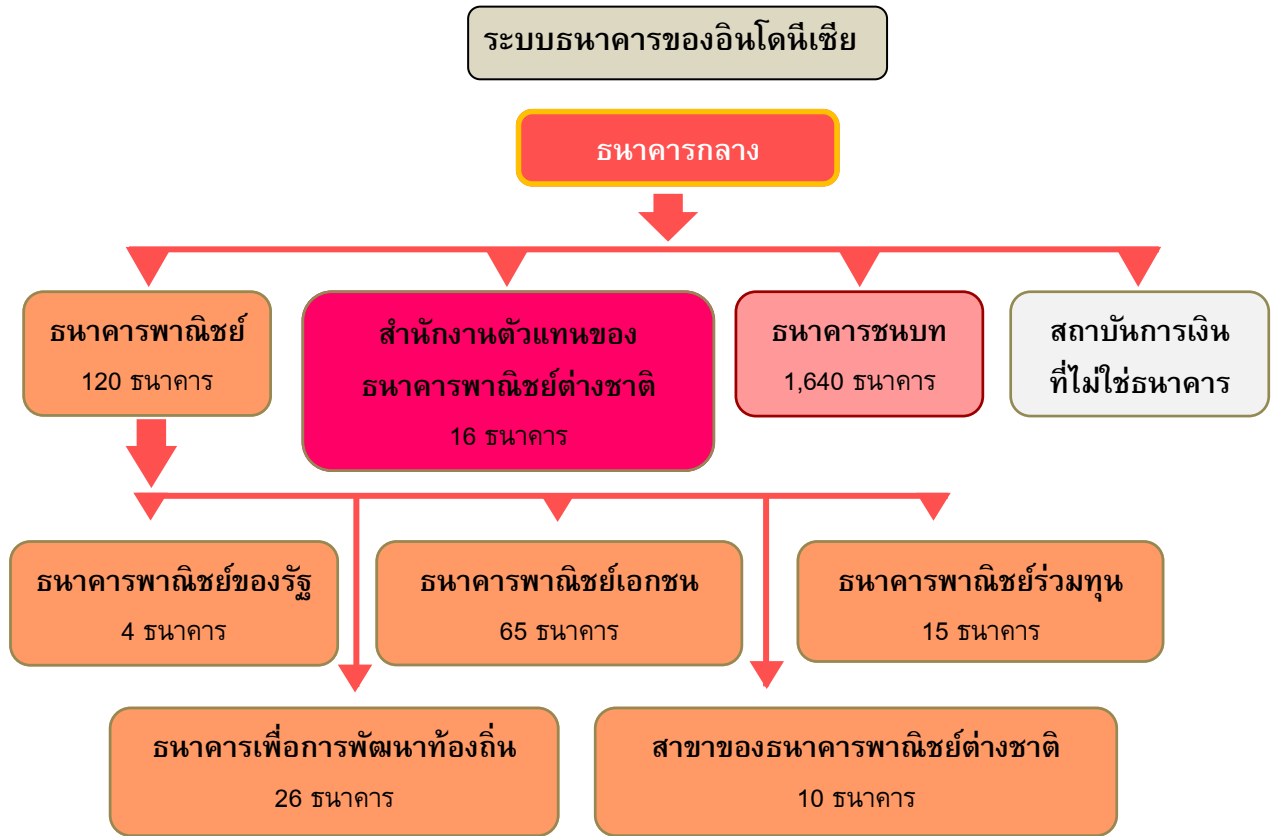 ระบบธนาคารของอินโดนีเซีย
ธนาคารกลาง
ธนาคารพาณิชย์
120 ธนาคาร
สำนักงานตัวแทนของ
ธนาคารพาณิชย์ต่างชาติ
16 ธนาคาร
ธนาคารชนบท
1,640 ธนาคาร
สถาบันการเงิน
ที่ไม่ใช่ธนาคาร
ธนาคารพาณิชย์ของรัฐ
4 ธนาคาร
ธนาคารพาณิชย์เอกชน
65 ธนาคาร
ธนาคารพาณิชย์ร่วมทุน
15 ธนาคาร
ธนาคารเพื่อการพัฒนาท้องถิ่น
26 ธนาคาร
สาขาของธนาคารพาณิชย์ต่างชาติ
10 ธนาคาร